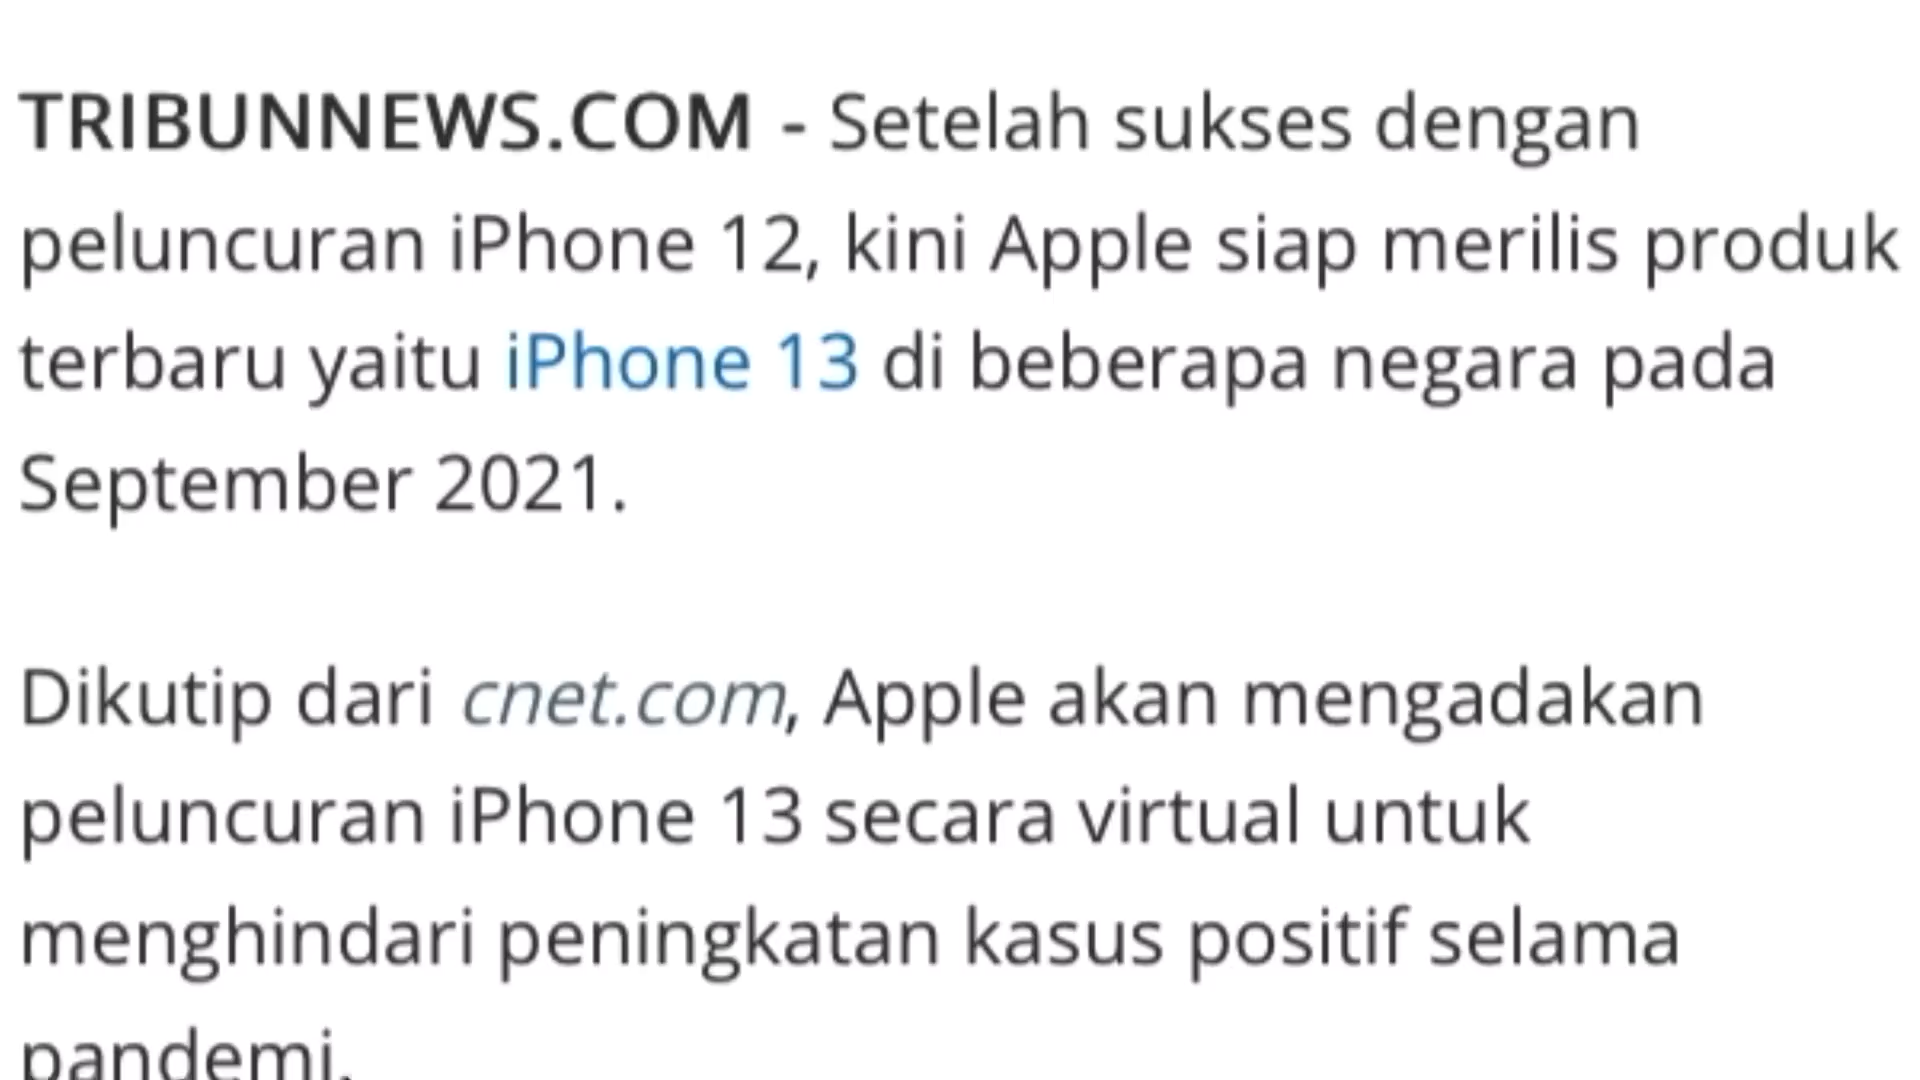 TRIBUNNEWS.COM - Setelah sukses dengan
peluncuran iPhone 12, kini Apple siap merilis produk
terbaru yaitu iPhone 13 di beberapa negara pada
September 2021.
Dikutip dari cnet.com, Apple akan mengadakan
peluncuran iPhone 13 secara virtual untuk
menghindari peningkatan kasus positif selama
pandemi.